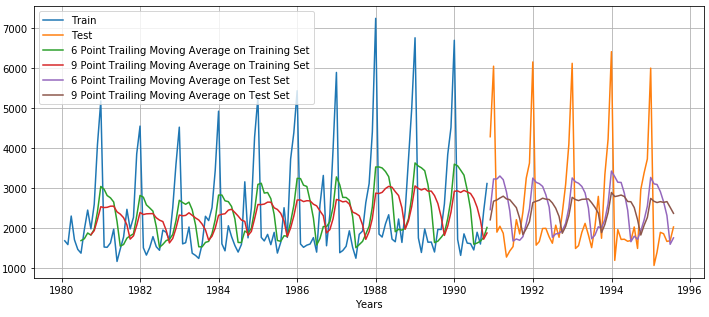 Train
Test
6 Point Trailing Moving Average on Training Set
9 Point Trailing Moving Average on Training Set
6 Point Trailing Moving Average on Test Set
9 Point Trailing Moving Average on Test Set
7000
6000
5000
4000
3000
2000
1000
1980 1982 1984 1986 1988 1990 1992 1994 1996
Years